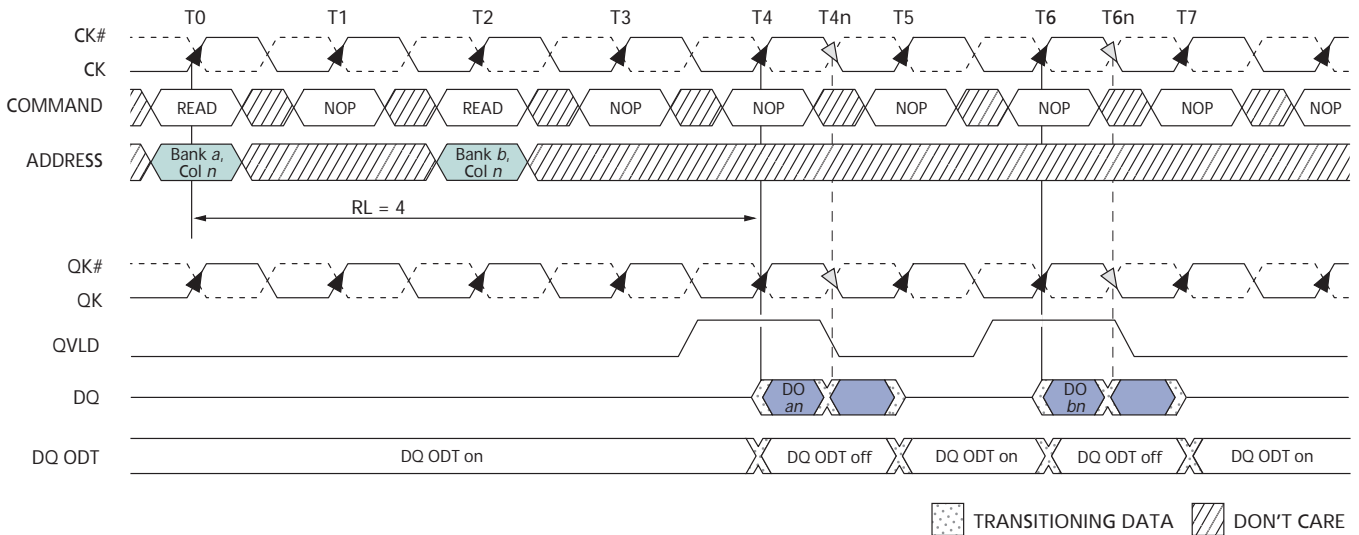 T0 T1 T2 T3 T4 T4n T5 T6 T6n T7
CK#
CK
COMMAND READ NOP READ NOP NOP NOP NOP NOP NOP
ADDRESS Bank a, Bank b,
Col n Col n
RL = 4
QK#
QK
QVLD
DQ DO DO
an bn
DQ ODT DQ ODT on DQ ODT off DQ ODT on DQ ODT off DQ ODT on
TRANSITIONING DATA DON'T CARE